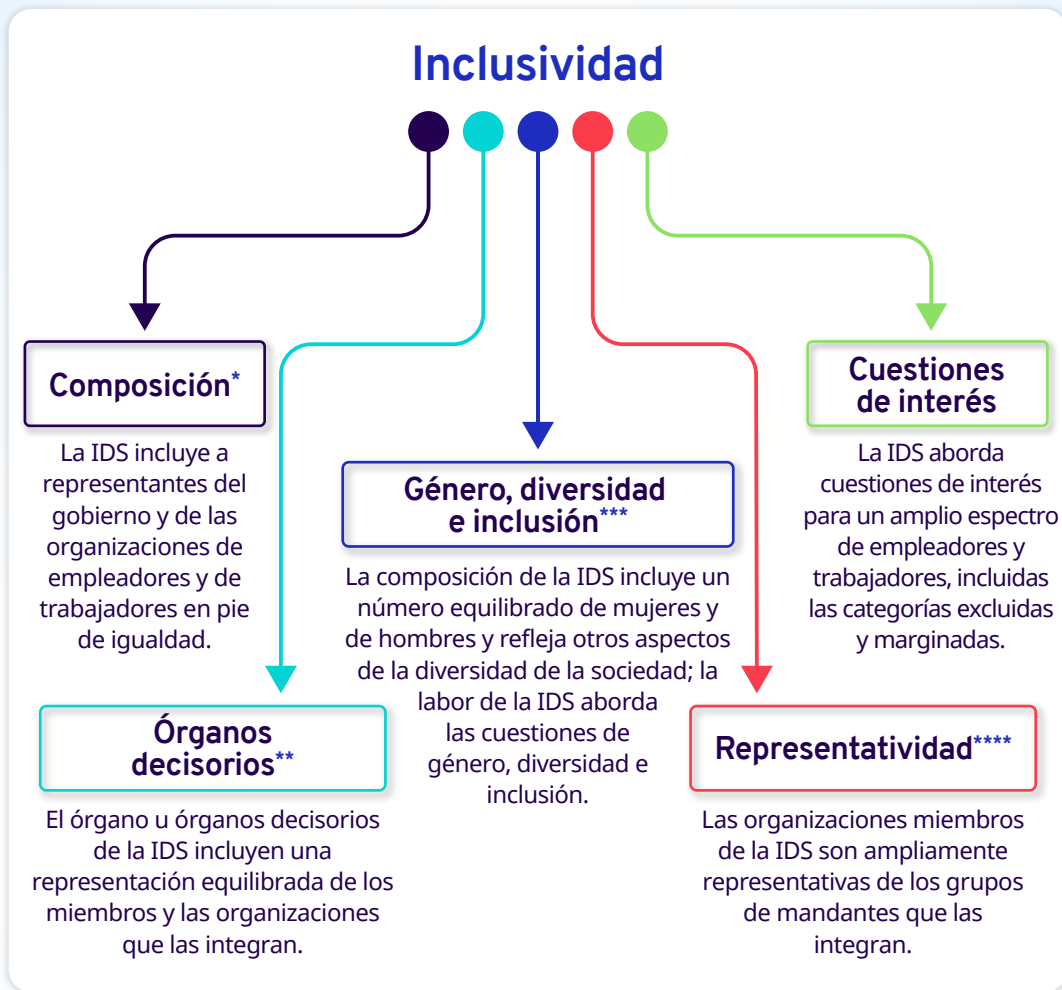 Inclusividad
Composición*
La IDS incluye a
representantes del
gobierno y de las
organizaciones de
empleadores y de
trabajadores en pie
de igualdad.
Órganos
decisorios**
El órgano u órganos decisorios
de la IDS incluyen una
representación equilibrada de los
miembros y las organizaciones
que las integran.
Género, diversidad
e inclusión***
La composición de la IDS incluye un
número equilibrado de mujeres y
de hombres y refleja otros aspectos
de la diversidad de la sociedad; la
labor de la IDS aborda
las cuestiones de
género, diversidad e
inclusión.
Representatividad****
Las organizaciones miembros
de la IDS son ampliamente
representativas de los grupos
de mandantes que las
integran.
Cuestiones
de interés
La IDS aborda
cuestiones de interés
para un amplio espectro
de empleadores y
trabajadores, incluidas
las categorías excluidas
y marginadas.